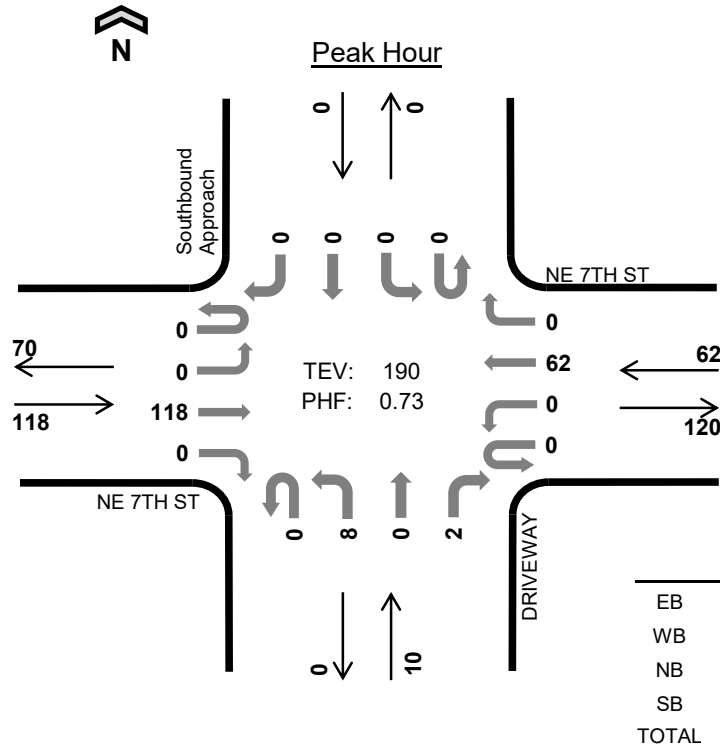 N
Peak Hour
0 0
Southbound
Approach
0 0 0 0
NE 7TH ST
0 0
70 0 TEV: 190 62 62
118 118 PHF: 0.73 0 120
0 0
NE 7TH ST
0 8 0 2
DRIVEWAY
0 10
EB
WB
NB
SB
TOTAL